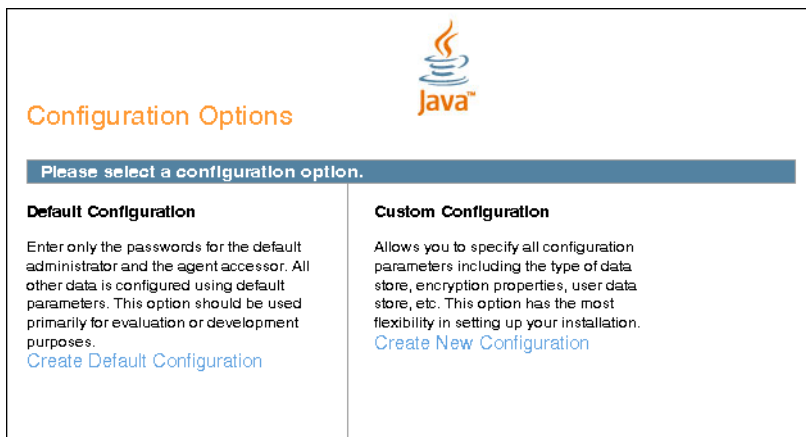 Java™
Configuration Options
Please select a configuration option.
Default Configuration
Enter only the passwords for the default
administrator and the agent accessor. All
other data is configured using default
parameters. This option should be used
primarily for evaluation or development
purposes.
Create Default Configuration
Custom Configuration
Allows you to specify all configuration
parameters including the type of data
store, encryption properties, user data
store, etc. This option has the most
flexibility in setting up your installation.
Create New Configuration